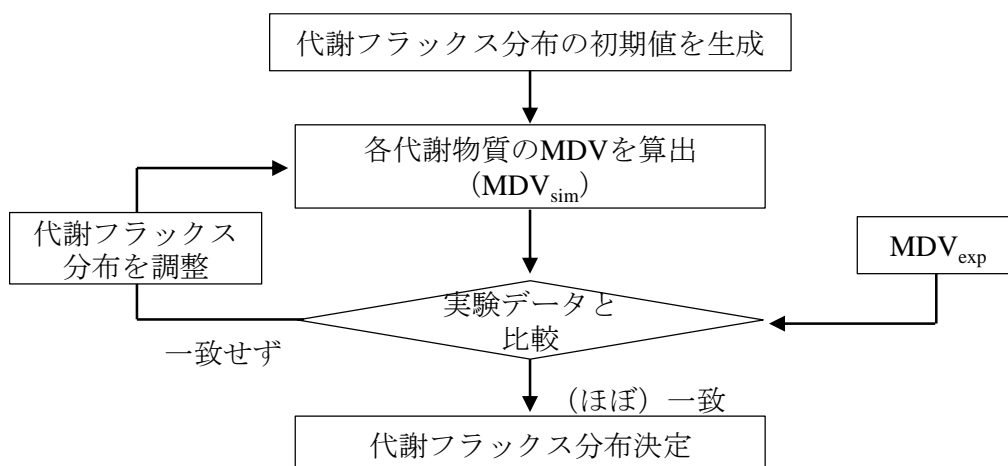 代謝フラックス分布の初期値を生成
各代謝物質のMDVを算出
（MDVsim）
代謝フラックス
分布を調整
MDVexp
実験データと
比較
一致せず
（ほぼ）一致
代謝フラックス分布決定